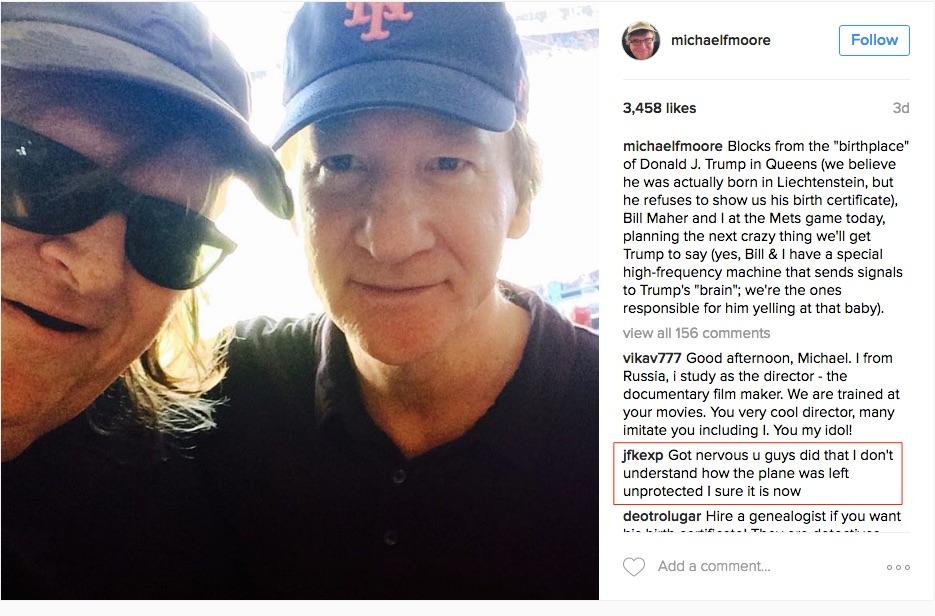 NY
michaelfmoore
Follow
3,458 likes
3d
michaelfmoore Blocks from the "birthplace"
of Donald J. Trump in Queens (we believe
he was actually born in Liechtenstein, but
he refuses to show us his birth certificate),
Bill Maher and I at the Mets game today,
planning the next crazy thing we'll get
Trump to say (yes, Bill & I have a special
high-frequency machine that sends signals
to Trump's "brain"; we're the ones
responsible for him yelling at that baby).
view all 156 comments
vikav777 Good afternoon, Michael. I from
Russia, i study as the director - the
documentary film maker. We are trained at
your movies. You very cool director, many
imitate you including I. You my idol!
jfkexp Got nervous u guys did that I don't
understand how the plane was left
unprotected I sure it is now
deotrolugar Hire a genealogist if you want
his birth certificate! They are detectives
Add a comment...